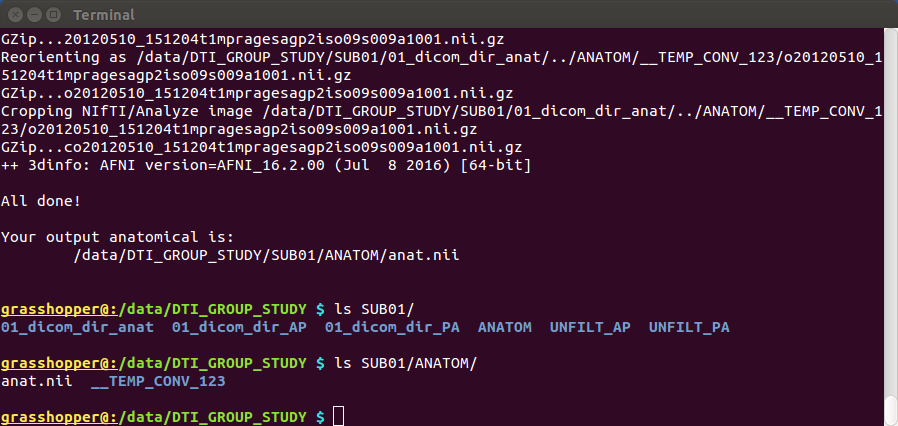 Terminal
GZip...20120510_151204t1mpragesagp2iso09s009a1001.nii.gz
Reorienting as /data/DTI_GROUP_STUDY/SUB01/01_dicom_dir_anat/../ANATOM/__TEMP_CONV_123/o20120510_1
51204t1mpragesagp2iso09s009a1001.nii.gz
GZip...o20120510_151204t1mpragesagp2iso09s009a1001.nii.gz
Cropping NIfTI/Analyze image /data/DTI_GROUP_STUDY/SUB01/01_dicom_dir_anat/../ANATOM/__TEMP_CONV_1
23/o20120510_151204t1mpragesagp2iso09s009a1001.nii.gz
GZip...co20120510_151204t1mpragesagp2iso09s009a1001.nii.gz
++ 3dinfo: AFNI version=AFNI_16.2.00 (Jul  8 2016) [64-bit]
All done!
Your output anatomical is:
/data/DTI_GROUP_STUDY/SUB01/ANATOM/anat.nii
grasshopper@:/data/DTI_GROUP_STUDY $ ls SUB01/
01_dicom_dir_anat  01_dicom_dir_AP  01_dicom_dir_PA  ANATOM  UNFILT_AP  UNFILT_PA
grasshopper@:/data/DTI_GROUP_STUDY $ ls SUB01/ANATOM/
anat.nii  __TEMP_CONV_123
grasshopper@:/data/DTI_GROUP_STUDY $